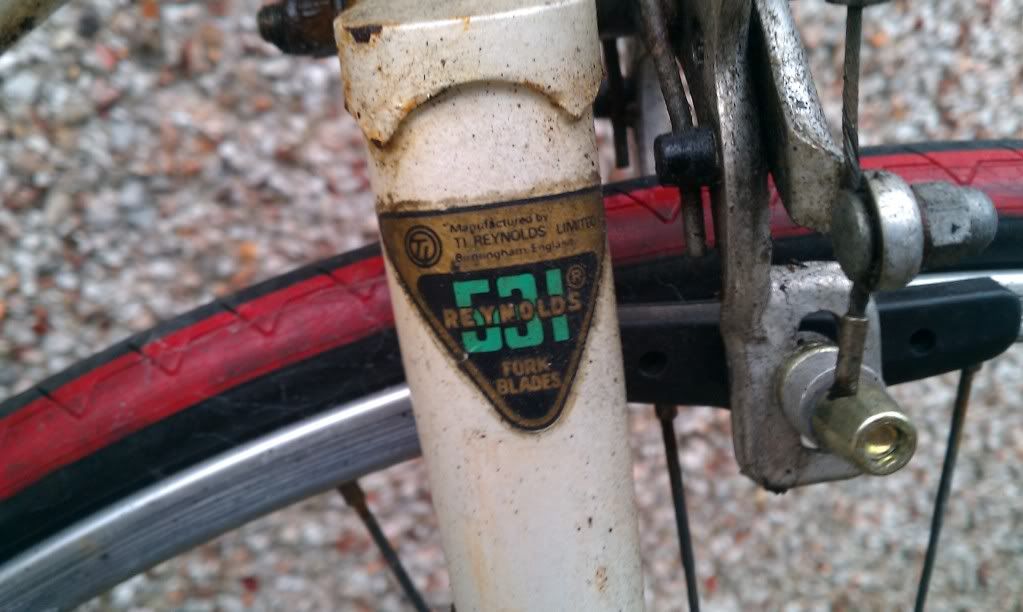 TI
Manufactured by
TI REYNOLDS LIMITED
Birmingham England
531
REYNOLDS ®
FORK
BLADES